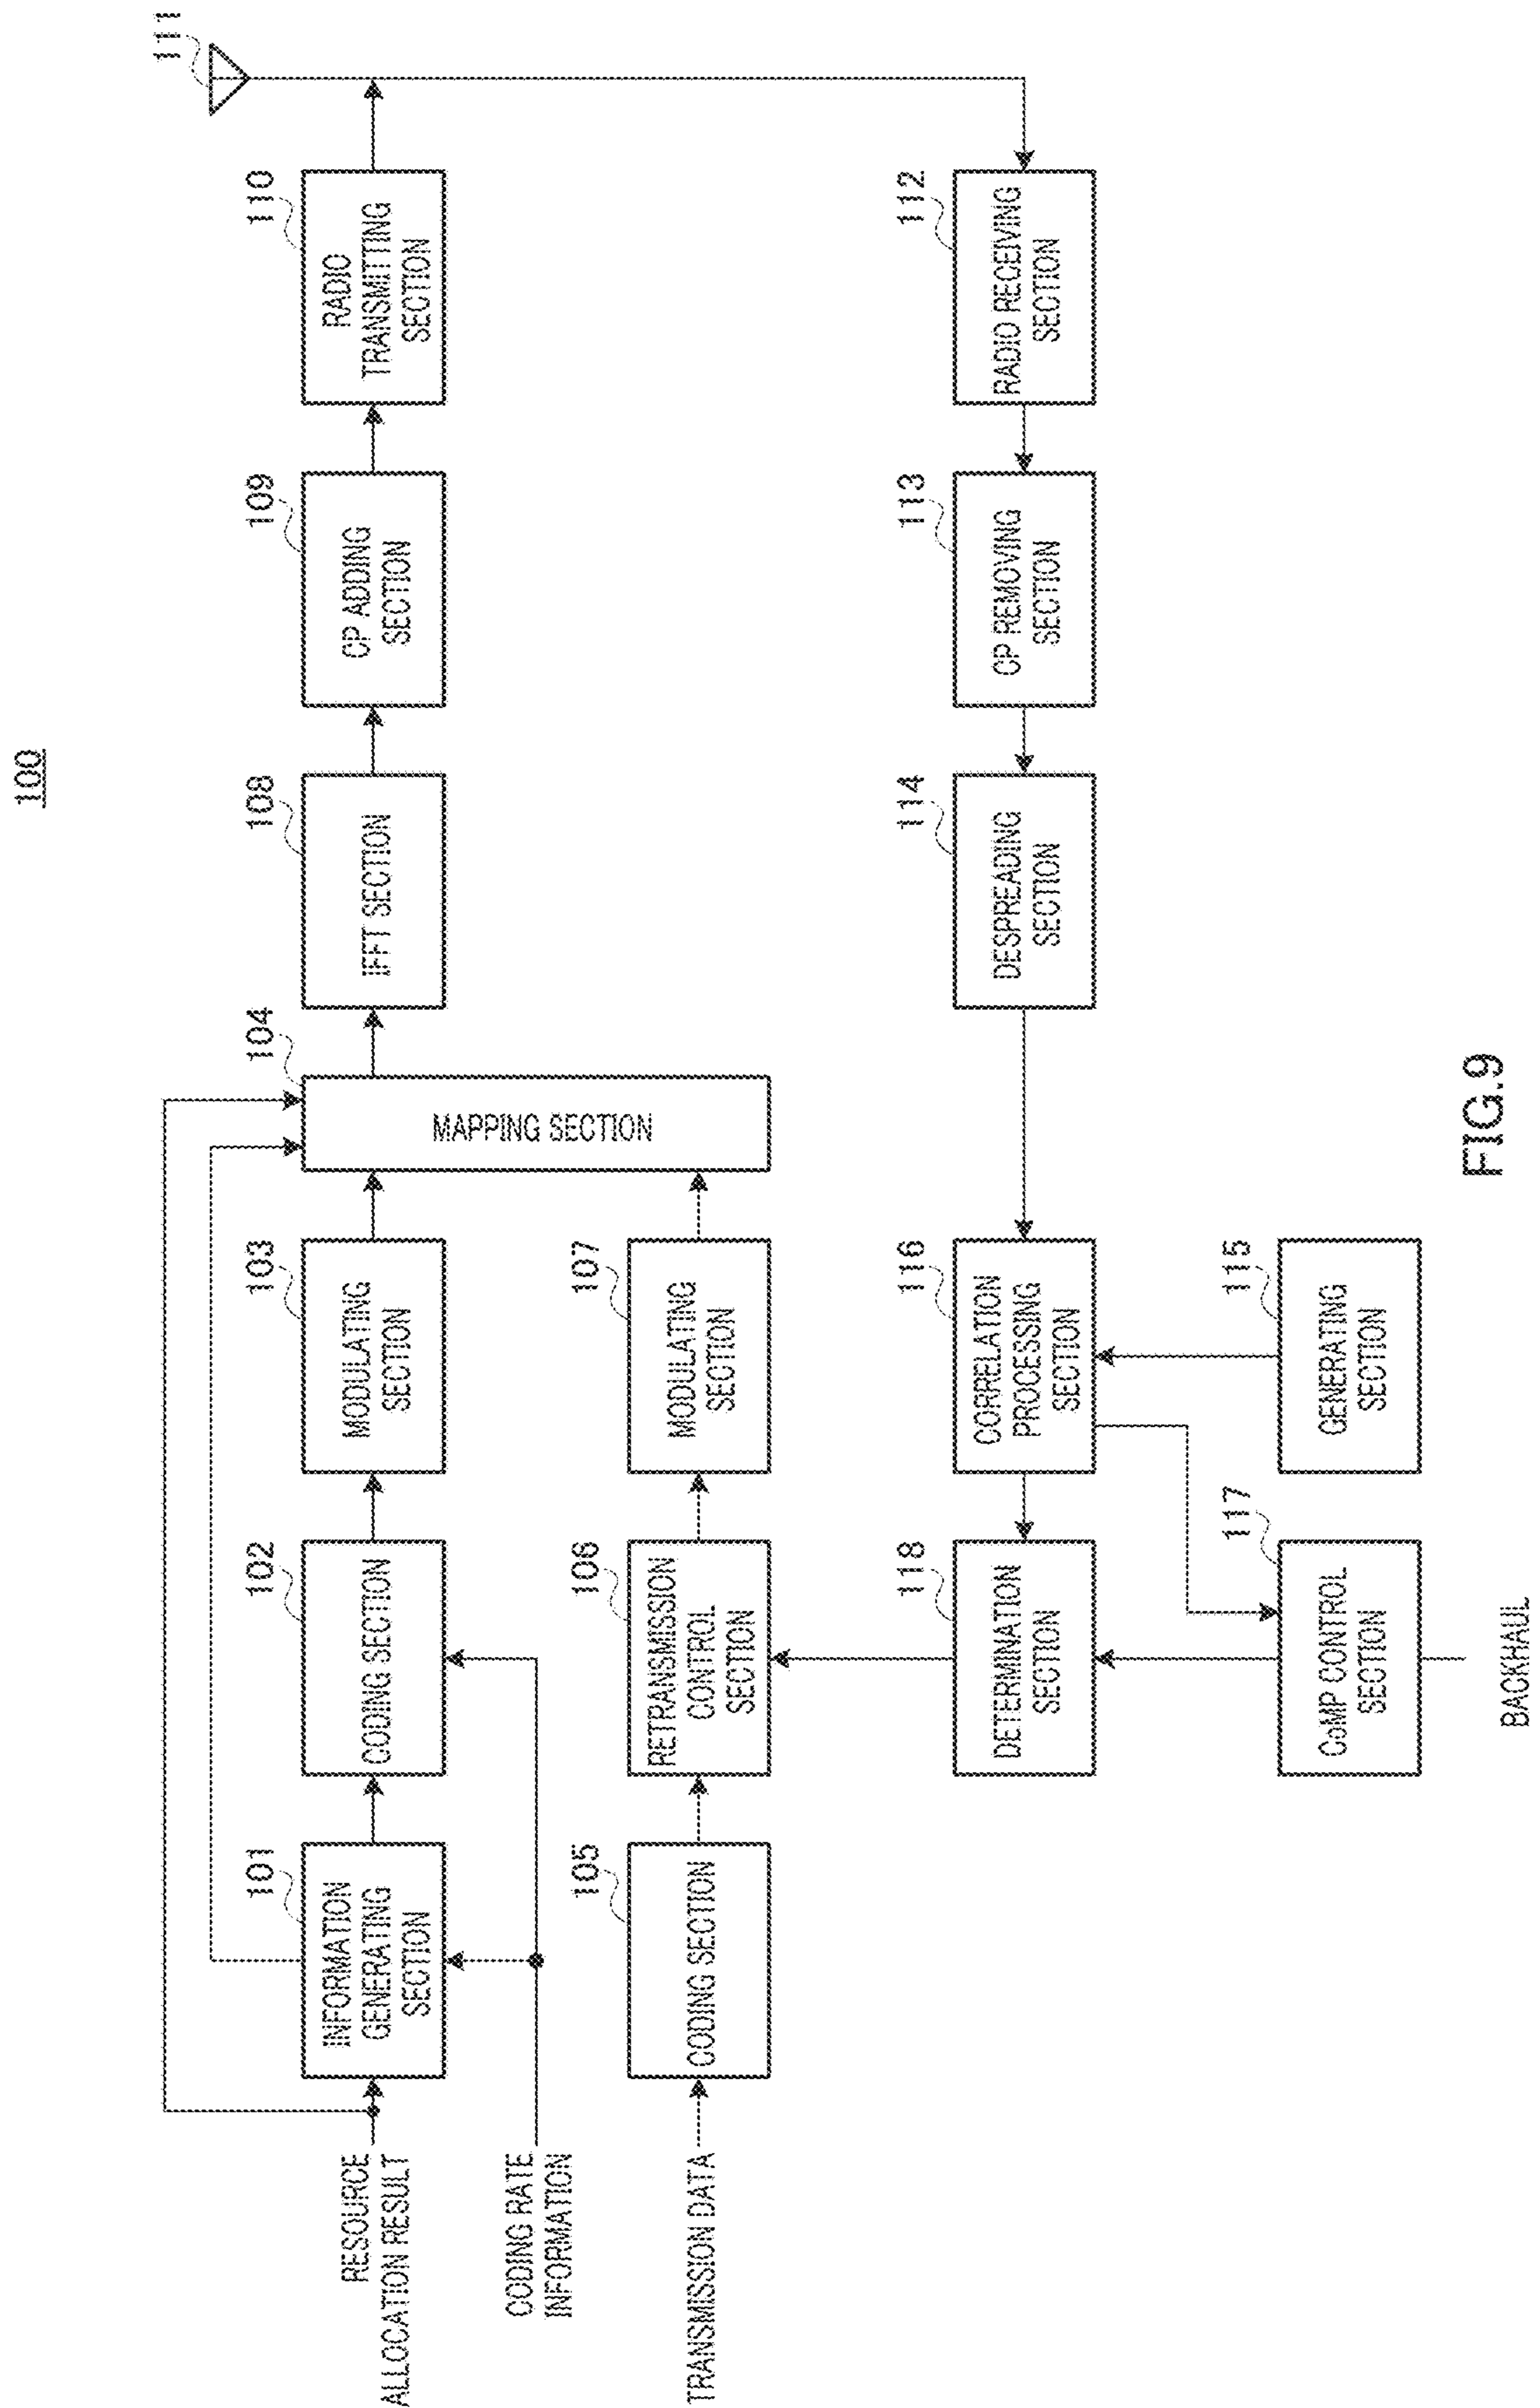 100
111
101
INFORMATION
GENERATING
SECTION
102
CODING SECTION
103
MODULATING
SECTION
104
MAPPING SECTION
108
IFFT SECTION
109
CP ADDING
SECTION
110
RADIO
TRANSMITTING
SECTION
RESOURCE
ALLOCATION RESULT
CODING RATE
INFORMATION
TRANSMISSION DATA
105
CODING SECTION
106
RETRANSMISSION
CONTROL
SECTION
107
MODULATING
SECTION
118
DETERMINATION
SECTION
116
CORRELATION
PROCESSING
SECTION
114
DESPREADING
SECTION
113
CP REMOVING
SECTION
112
RADIO RECEIVING
SECTION
117
CoMP CONTROL
SECTION
115
GENERATING
SECTION
BACKHAUL
FIG.9